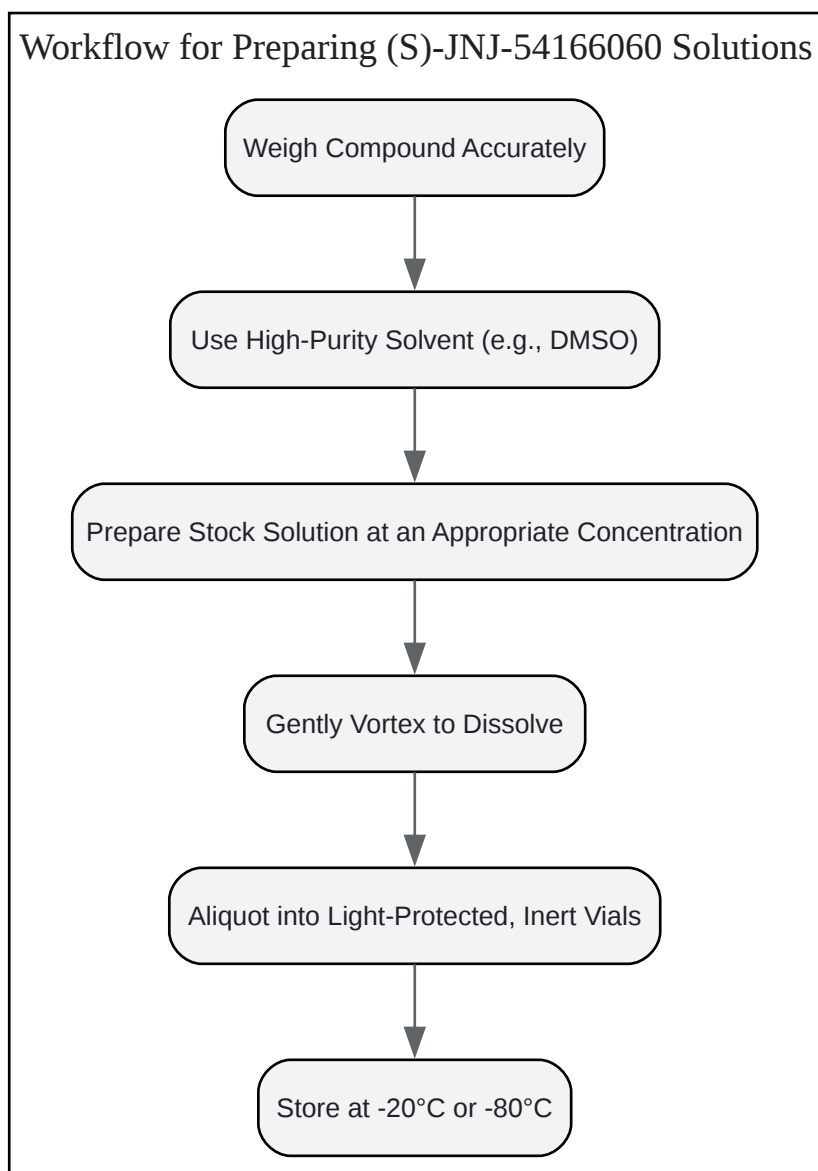 Workflow for Preparing (S)-JNJ-54166060 Solutions
Weigh Compound Accurately
Use High-Purity Solvent (e.g., DMSO)
Prepare Stock Solution at an Appropriate Concentration
Gently Vortex to Dissolve
Aliquot into Light-Protected, Inert Vials
Store at -20°C or -80°C